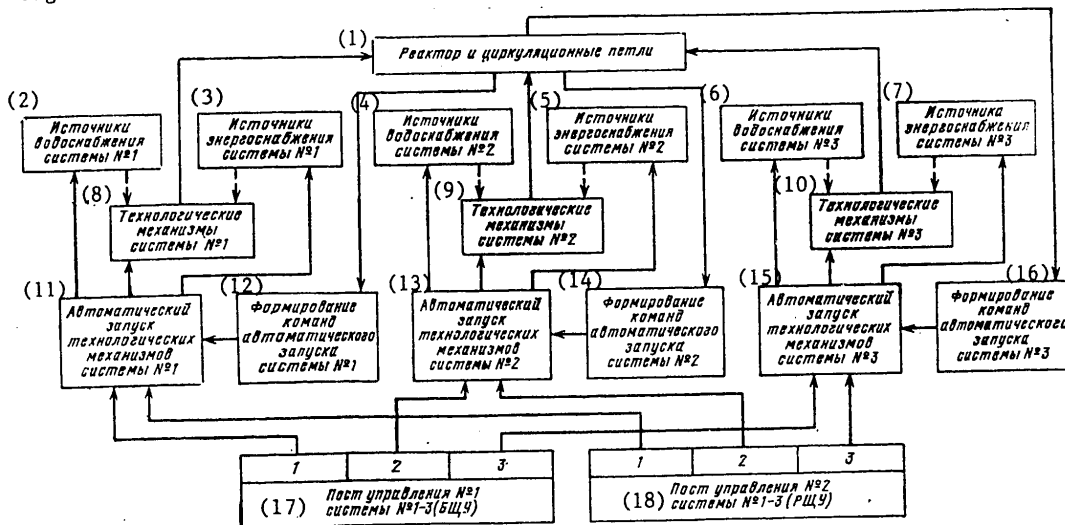 (1)
Реактор и циркуляционные петли
(2)
Источники
водоснабжения
системы №1
(3)
Источники
энергоснабжения
системы №1
(4)
Источники
водоснабжения
системы №2
(5)
Источники
энергоснабжения
системы №2
(6)
Источники
водоснабжения
системы №3
(7)
Источники
энергоснабжения
системы №3
(8)
Технологические
механизмы
системы №1
(9)
Технологические
механизмы
системы №2
(10)
Технологические
механизмы
системы №3
(11)
Автоматический
запуск
технологических
механизмов
системы №1
(12)
Формирование
команд
автоматического
запуска
системы №1
(13)
Автоматический
запуск
технологических
механизмов
системы №2
(14)
Формирование
команд
автоматического
запуска
системы №2
(15)
Автоматический
запуск
технологических
механизмов
системы №3
(16)
Формирование
команд
автоматического
запуска
системы №3
1 2 3
(17) Пост управления №1
системы №1-3 (БЩУ)
1 2 3
(18) Пост управления №2
системы №1-3 (РЩУ)